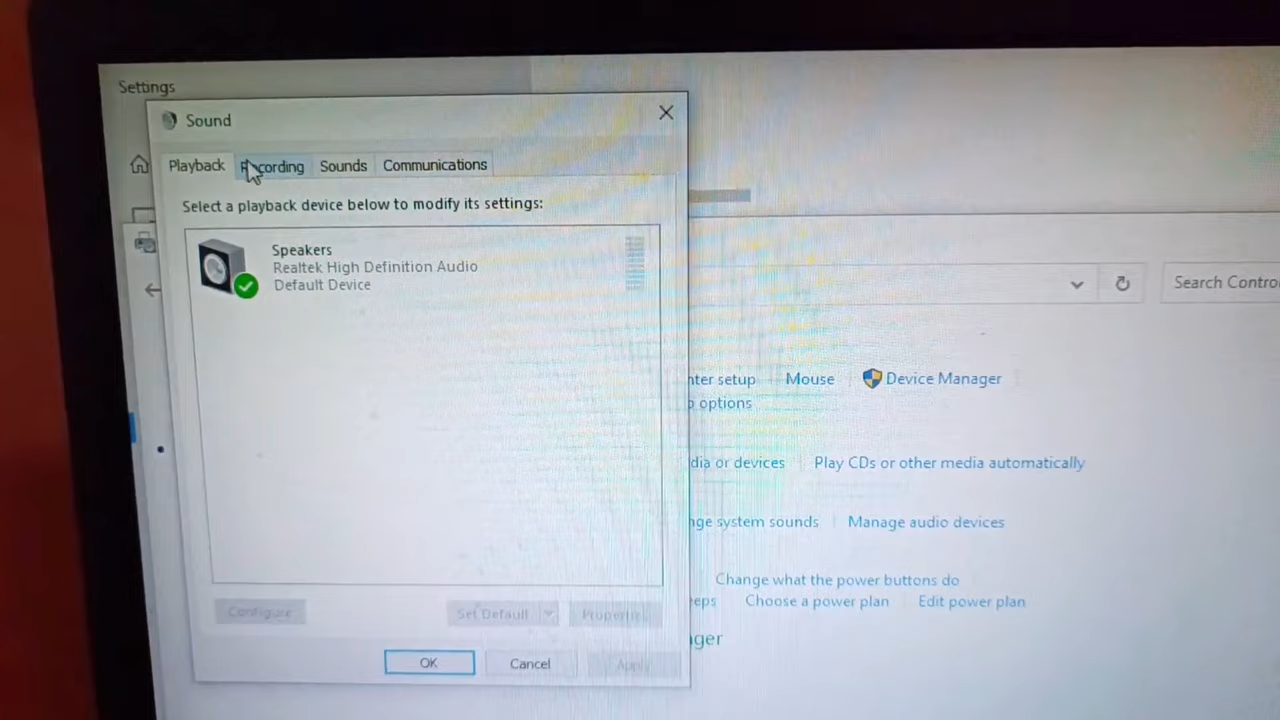 Settings
Sound
Playback Recording Sounds Communications
Select a playback device below to modify its settings:
Speakers
Realtek High Definition Audio
Default Device
Search Contro
nter setup Mouse Device Manager
options
dia or devices Play CDs or other media automatically
nge system sounds Manage audio devices
Change what the power buttons do
eps Choose a power plan Edit power plan
ger
Configure Set Default Properties
OK Cancel Apply